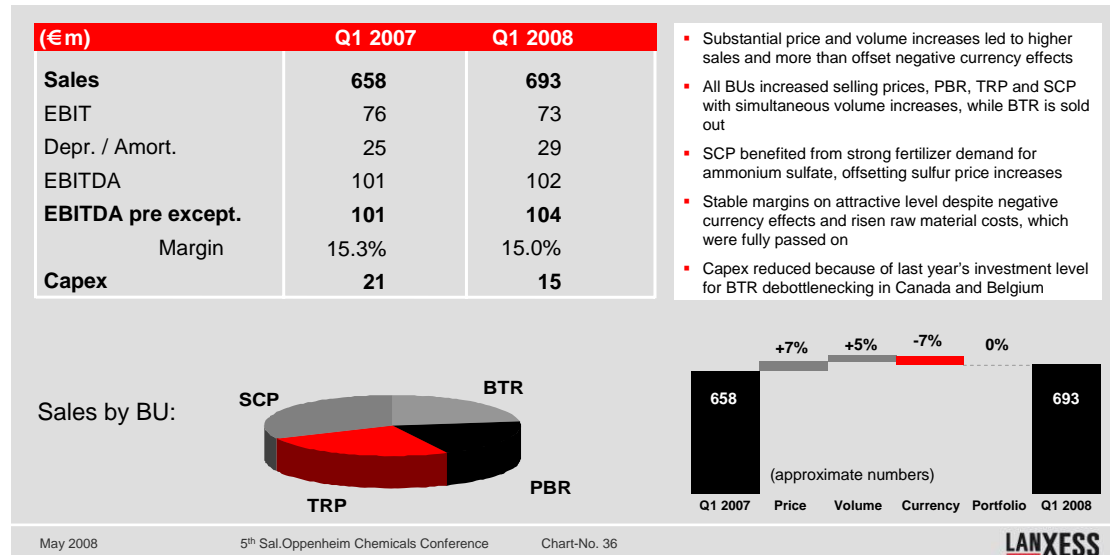 (€m) Q1 2007 Q1 2008
Sales 658 693
EBIT 76 73
Depr. / Amort. 25 29
EBITDA 101 102
EBITDA pre except. 101 104
Margin 15.3% 15.0%
Capex 21 15
▪ Substantial price and volume increases led to higher
sales and more than offset negative currency effects
▪ All BUs increased selling prices, PBR, TRP and SCP
with simultaneous volume increases, while BTR is sold
out
▪ SCP benefited from strong fertilizer demand for
ammonium sulfate, offsetting sulfur price increases
▪ Stable margins on attractive level despite negative
currency effects and risen raw material costs, which
were fully passed on
▪ Capex reduced because of last year’s investment level
for BTR debottlenecking in Canada and Belgium
Sales by BU:
SCP
BTR
TRP
PBR
+7% +5% -7% 0%
658 693
(approximate numbers)
Q1 2007 Price Volume Currency Portfolio Q1 2008
May 2008 5th Sal.Oppenheim Chemicals Conference Chart-No. 36
LANXESS